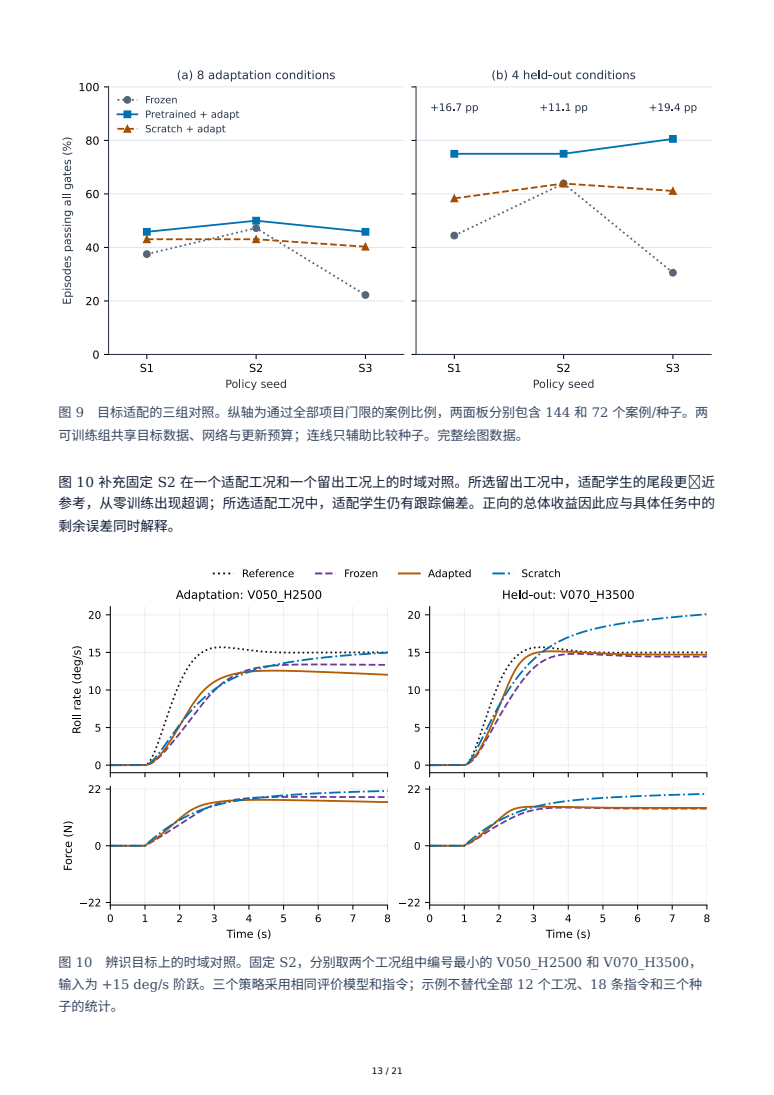 (a) 8 adaptation conditions
(b) 4 held-out conditions
Frozen
Pretrained + adapt
Scratch + adapt
+16.7 pp
+11.1 pp
+19.4 pp
Episodes passing all gates (%)
100
80
60
40
20
0
S1
S2
S3
Policy seed
S1
S2
S3
Policy seed
图 9 目标适配的三组对照。纵轴为通过全部项目门限的案例比例，两面板分别包含 144 和 72 个案例/种子。两
可训练组共享目标数据、网络与更新预算；连线只辅助比较种子。完整绘图数据。
图 10 补充固定 S2 在一个适配工况和一个留出工况上的时域对照。所选留出工况中，适配学生的尾段更近
参考，从零训练出现超调；所选适配工况中，适配学生仍有跟踪偏差。正向的总体收益因此应与具体任务中的
剩余误差同时解释。
Reference
Frozen
Adapted
Scratch
Adaptation: V050_H2500
Held-out: V070_H3500
Roll rate (deg/s)
20
15
10
5
0
20
15
10
5
0
Force (N)
22
0
−22
22
0
−22
0 1 2 3 4 5 6 7 8
Time (s)
0 1 2 3 4 5 6 7 8
Time (s)
图 10 辨识目标上的时域对照。固定 S2，分别取两个工况组中编号最小的 V050_H2500 和 V070_H3500，
输入为 +15 deg/s 阶跃。三个策略采用相同评价模型和指令；示例不替代全部 12 个工况、18 条指令和三个种
子的统计。
13 / 21